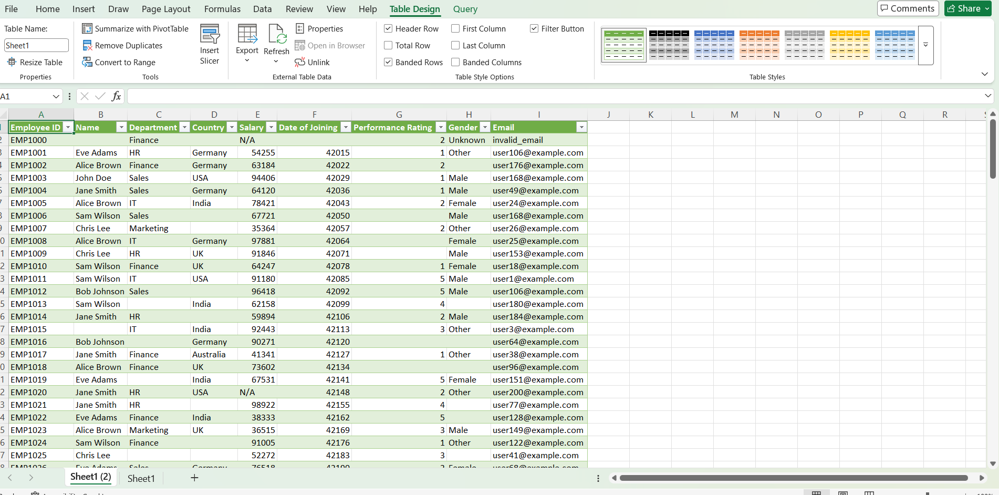 File Home Insert Draw Page Layout Formulas Data Review View Help Table Design Query Comments Share
Table Name:
Sheet1
Resize Table
Properties
Summarize with PivotTable
Remove Duplicates
Convert to Range
Tools
Insert
Slicer
Export
Refresh
Properties
Open in Browser
Unlink
External Table Data
Header Row First Column Filter Button
Total Row Last Column
Banded Rows Banded Columns
Table Style Options
Table Styles
A1 fx
A B C D E F G H I J K L M N O P Q R
Employee ID Name Department Country Salary Date of Joining Performance Rating Gender Email
EMP1000 Finance N/A 2 Unknown invalid_email
EMP1001 Eve Adams HR Germany 54255 42015 1 Other user106@example.com
EMP1002 Alice Brown Finance Germany 63184 42022 2 user176@example.com
EMP1003 John Doe Sales USA 94406 42029 1 Male user168@example.com
EMP1004 Jane Smith Sales Germany 64120 42036 1 Male user49@example.com
EMP1005 Alice Brown IT India 78421 42043 2 Female user24@example.com
EMP1006 Sam Wilson Sales 67721 42050 Male user168@example.com
EMP1007 Chris Lee Marketing 35364 42057 2 Other user26@example.com
EMP1008 Alice Brown IT Germany 97881 42064 Female user25@example.com
EMP1009 Chris Lee HR UK 91846 42071 Male user153@example.com
EMP1010 Sam Wilson Finance UK 64247 42078 1 Female user18@example.com
EMP1011 Sam Wilson IT USA 91180 42085 5 Male user1@example.com
EMP1012 Bob Johnson Sales 96418 42092 5 Male user106@example.com
EMP1013 Sam Wilson India 62158 42099 4 user180@example.com
EMP1014 Jane Smith HR 59894 42106 2 Male user184@example.com
EMP1015 IT India 92443 42113 3 Other user3@example.com
EMP1016 Bob Johnson Germany 90271 42120 user64@example.com
EMP1017 Jane Smith Finance Australia 41341 42127 1 Other user38@example.com
EMP1018 Alice Brown Finance UK 73602 42134 user96@example.com
EMP1019 Eve Adams India 67531 42141 5 Female user151@example.com
EMP1020 Jane Smith HR USA N/A 42148 2 Other user200@example.com
EMP1021 Jane Smith HR 98922 42155 4 user77@example.com
EMP1022 Eve Adams Finance India 38333 42162 5 user128@example.com
EMP1023 Alice Brown Marketing UK 36515 42169 3 Male user149@example.com
EMP1024 Sam Wilson Finance 91005 42176 1 Other user122@example.com
EMP1025 Chris Lee 52272 42183 3 user41@example.com
Sheet1 (2) Sheet1